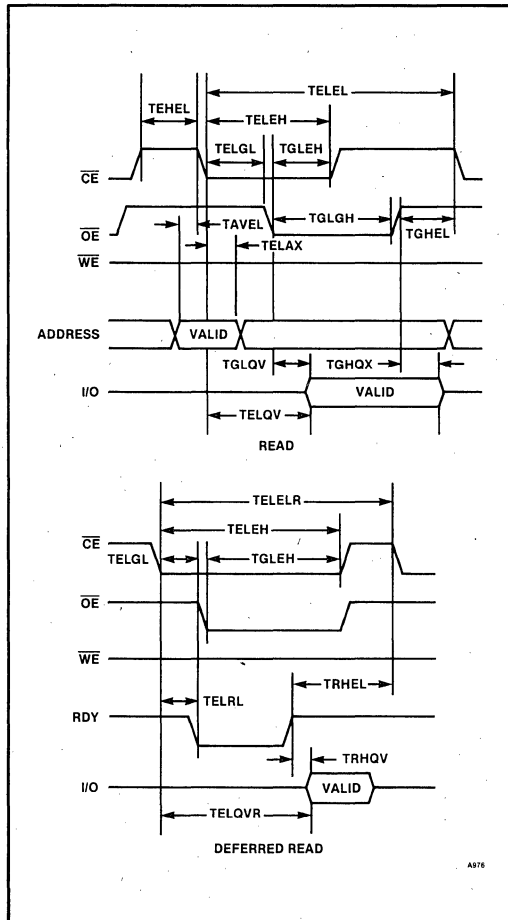 TELEL
TEHEL
TELEH
TELGL TGLEH
CE
TGLGH
OE
TAVEL
TGHEL
TELAX
WE
ADDRESS VALID
TGLQV TGHQX
I/O VALID
TELQV
READ
TELELR
TELEH
CE
TELGL TGLEH
OE
WE
TRHEL
TELRL
RDY
TRHQV
I/O VALID
TELQVR
DEFERRED READ
A976